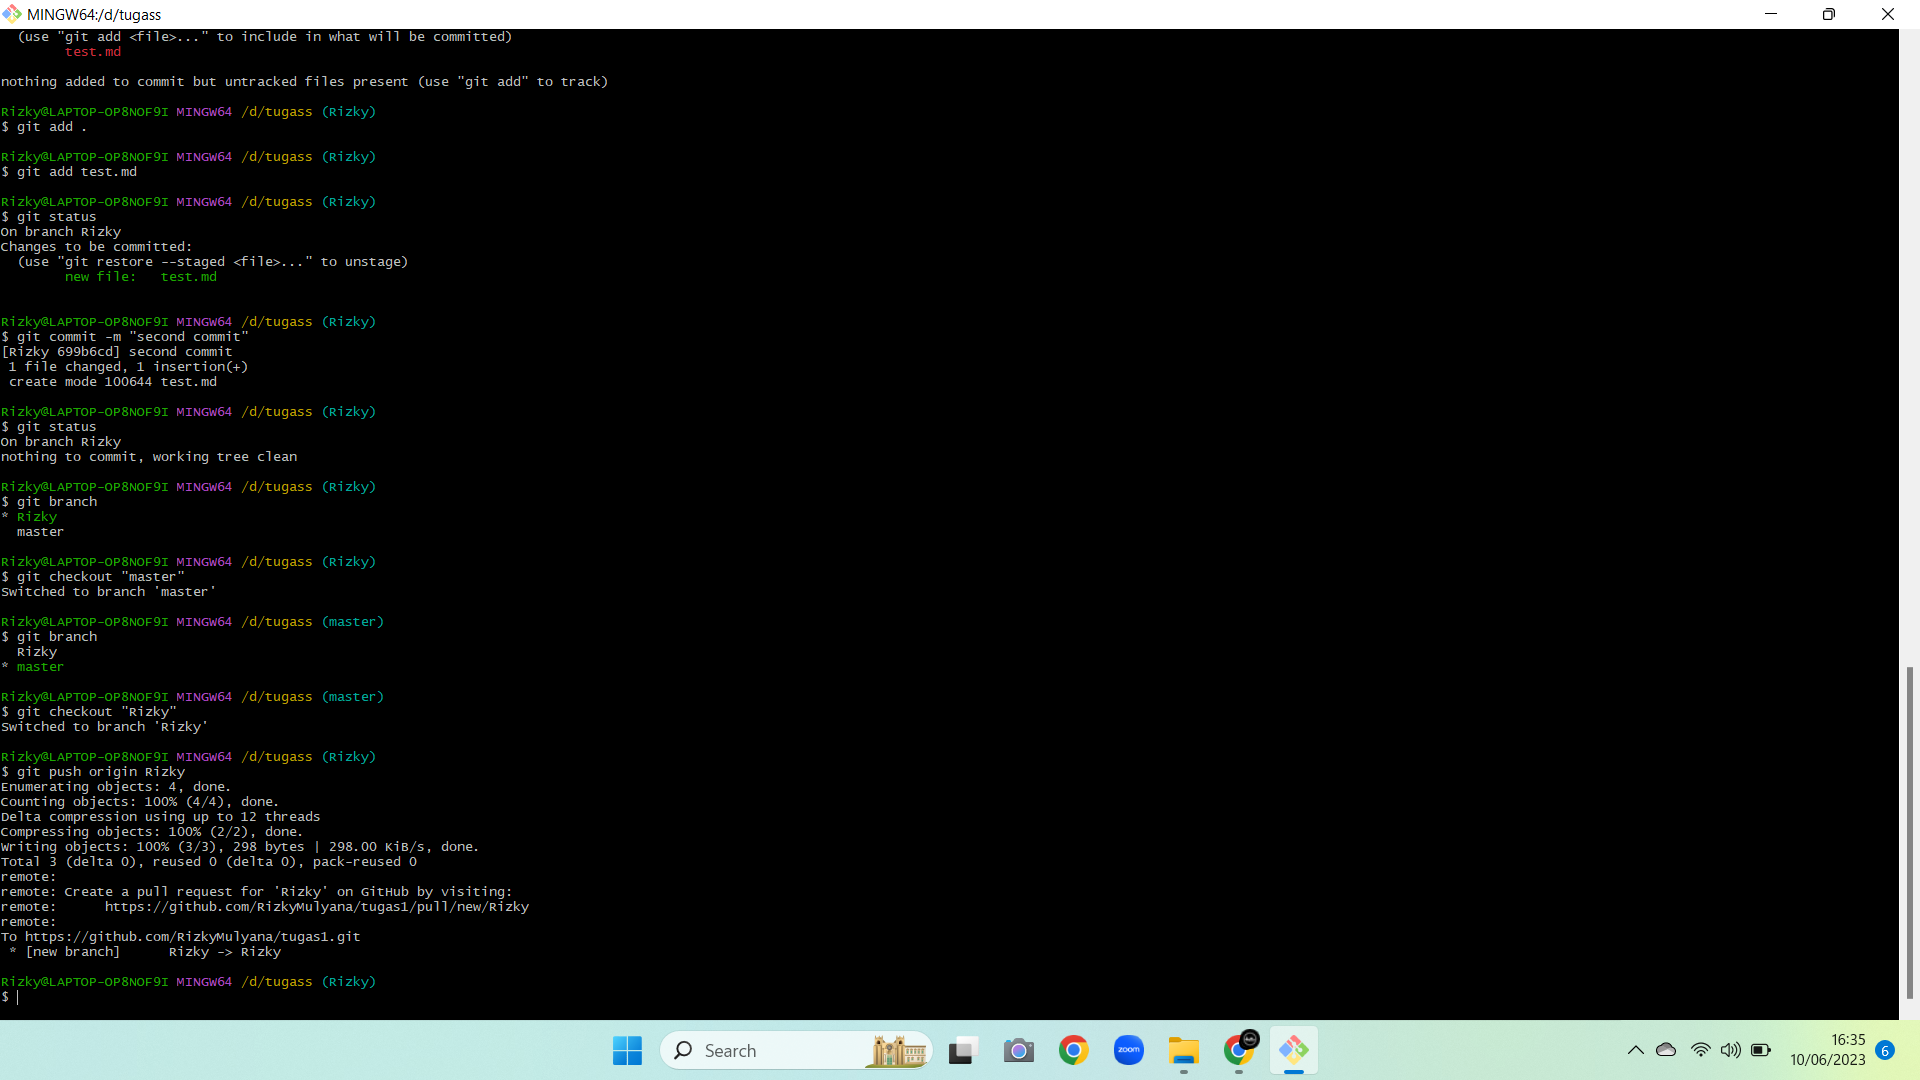 MINGW64:/d/tugass
  (use "git add <file>..." to include in what will be committed)
        test.md
nothing added to commit but untracked files present (use "git add" to track)
Rizky@LAPTOP-OP8NOF9I MINGW64 /d/tugass (Rizky)
$ git add .
Rizky@LAPTOP-OP8NOF9I MINGW64 /d/tugass (Rizky)
$ git add test.md
Rizky@LAPTOP-OP8NOF9I MINGW64 /d/tugass (Rizky)
$ git status
On branch Rizky
Changes to be committed:
  (use "git restore --staged <file>..." to unstage)
        new file:   test.md
Rizky@LAPTOP-OP8NOF9I MINGW64 /d/tugass (Rizky)
$ git commit -m "second commit"
[Rizky 699b6cd] second commit
 1 file changed, 1 insertion(+)
 create mode 100644 test.md
Rizky@LAPTOP-OP8NOF9I MINGW64 /d/tugass (Rizky)
$ git status
On branch Rizky
nothing to commit, working tree clean
Rizky@LAPTOP-OP8NOF9I MINGW64 /d/tugass (Rizky)
$ git branch
* Rizky
  master
Rizky@LAPTOP-OP8NOF9I MINGW64 /d/tugass (Rizky)
$ git checkout "master"
Switched to branch 'master'
Rizky@LAPTOP-OP8NOF9I MINGW64 /d/tugass (master)
$ git branch
  Rizky
* master
Rizky@LAPTOP-OP8NOF9I MINGW64 /d/tugass (master)
$ git checkout "Rizky"
Switched to branch 'Rizky'
Rizky@LAPTOP-OP8NOF9I MINGW64 /d/tugass (Rizky)
$ git push origin Rizky
Enumerating objects: 4, done.
Counting objects: 100% (4/4), done.
Delta compression using up to 12 threads
Compressing objects: 100% (2/2), done.
Writing objects: 100% (3/3), 298 bytes | 298.00 KiB/s, done.
Total 3 (delta 0), reused 0 (delta 0), pack-reused 0
remote:
remote: Create a pull request for 'Rizky' on GitHub by visiting:
remote:      https://github.com/RizkyMulyana/tugas1/pull/new/Rizky
remote:
To https://github.com/RizkyMulyana/tugas1.git
 * [new branch]      Rizky -> Rizky
Rizky@LAPTOP-OP8NOF9I MINGW64 /d/tugass (Rizky)
$
Search
zoom
16:35
10/06/2023
6